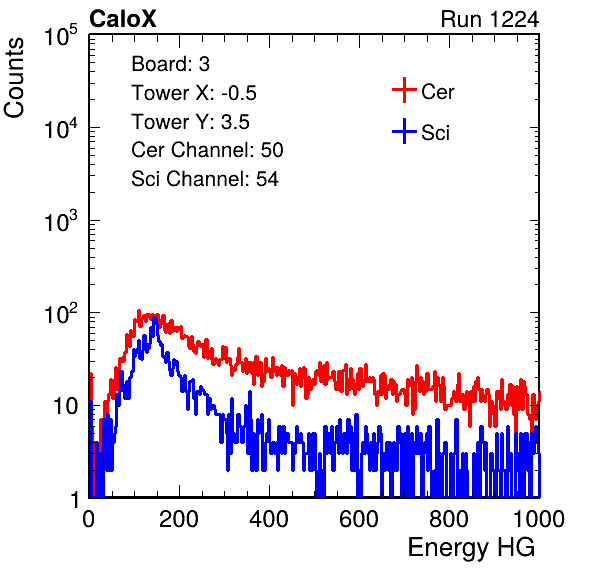 CaloX Run 1224
Counts
Board: 3
Tower X: -0.5
Tower Y: 3.5
Cer Channel: 50
Sci Channel: 54
Cer
Sci
10^5
10^4
10^3
10^2
10
1
0 200 400 600 800 1000
Energy HG